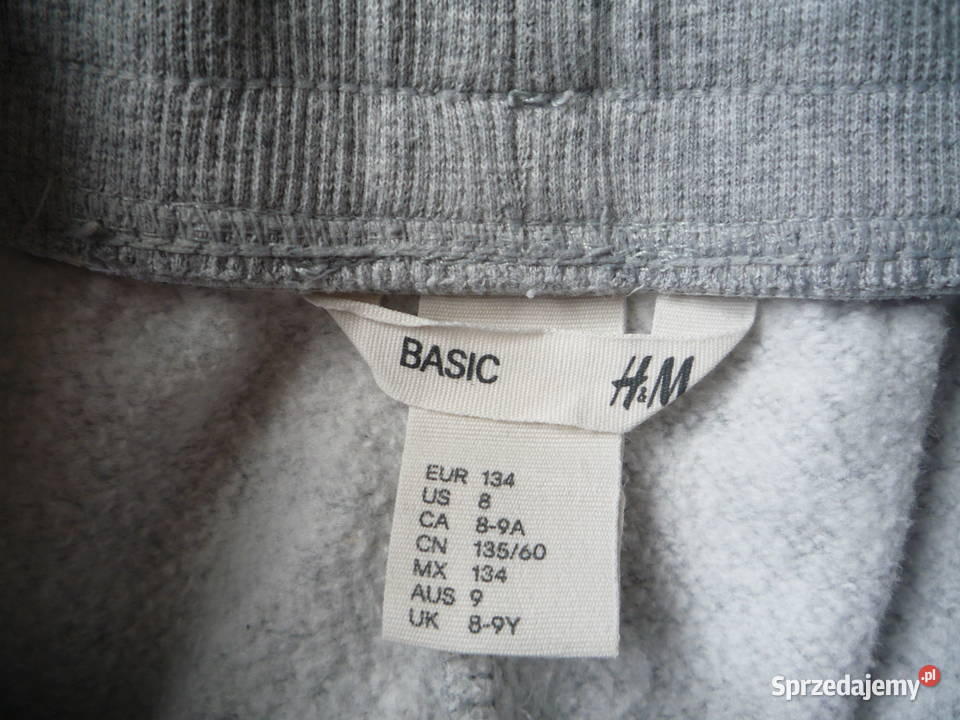 BASIC H&M
EUR 134
US 8
CA 8-9A
CN 135/60
MX 134
AUS 9
UK 8-9Y
Sprzedajemy.pl